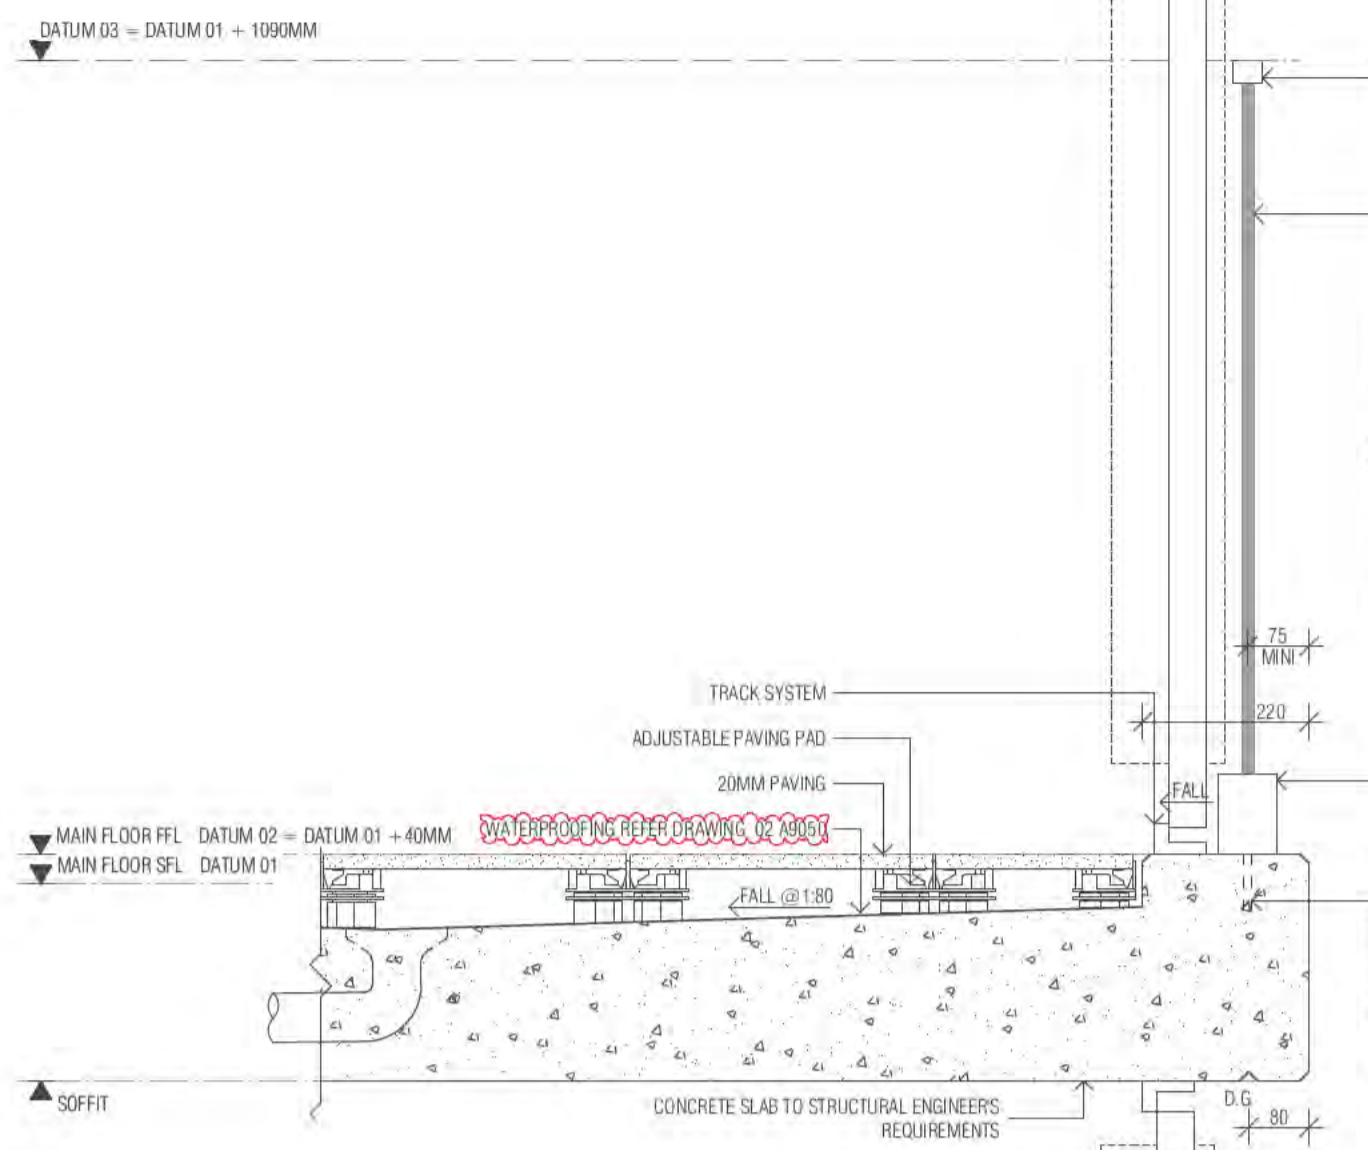 DATUM 03 = DATUM 01 + 1090MM
75
MINI
TRACK SYSTEM
220
ADJUSTABLE PAVING PAD
20MM PAVING
FALL
WATERPROOFING REFER DRAWING 02 A9050
MAIN FLOOR FFL DATUM 02 = DATUM 01 +40MM
MAIN FLOOR SFL DATUM 01
FALL @ 1:80
SOFFIT
CONCRETE SLAB TO STRUCTURAL ENGINEER'S
REQUIREMENTS
D.G
80